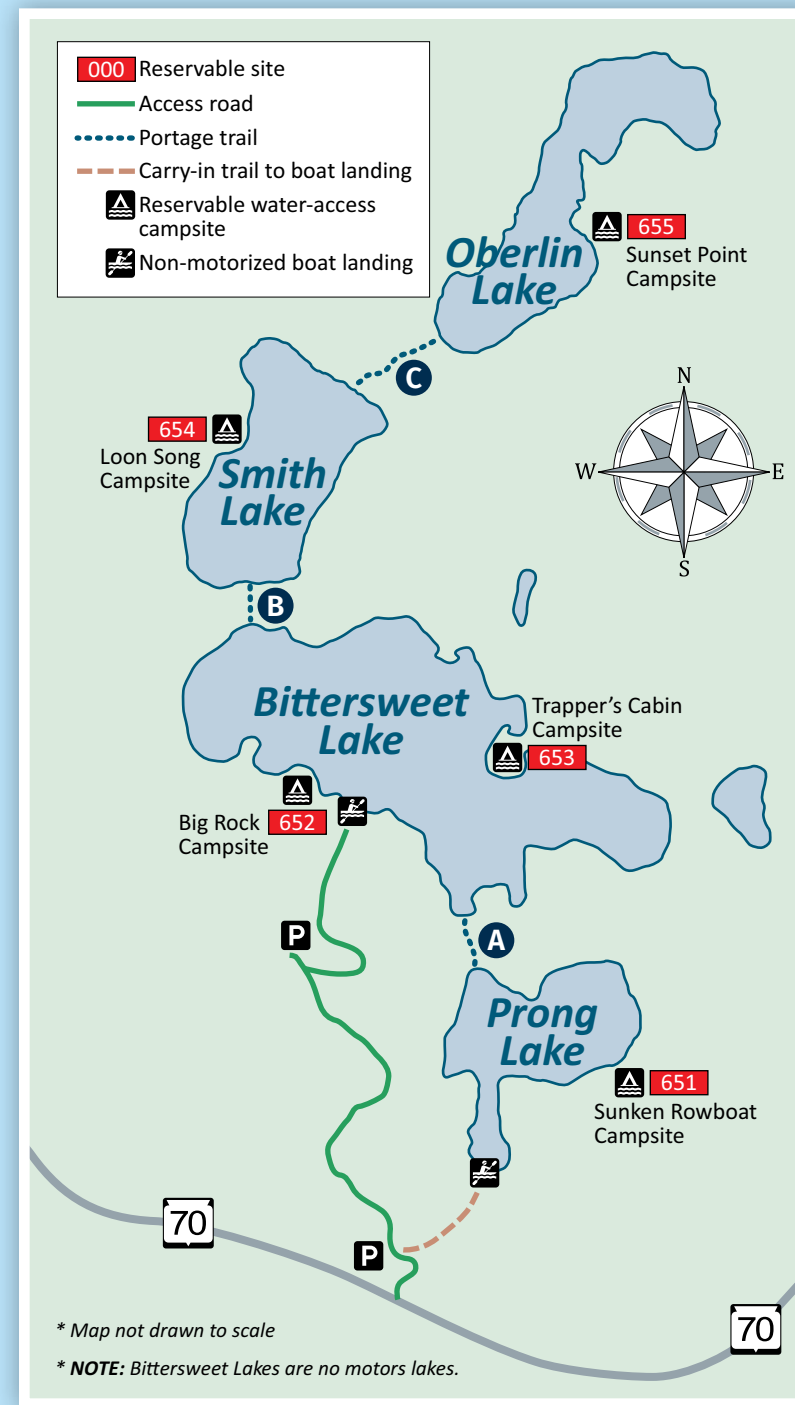 000 Reservable site
Access road
Portage trail
Carry-in trail to boat landing
Reservable water-access
campsite
Non-motorized boat landing
655
Oberlin
Lake
Sunset Point
Campsite
C
654
Loon Song
Campsite
Smith
Lake
N
W
E
S
B
Bittersweet
Lake
Trapper's Cabin
Campsite
653
Big Rock
Campsite
652
P
A
Prong
Lake
651
Sunken Rowboat
Campsite
70
P
70
* Map not drawn to scale
* NOTE: Bittersweet Lakes are no motors lakes.